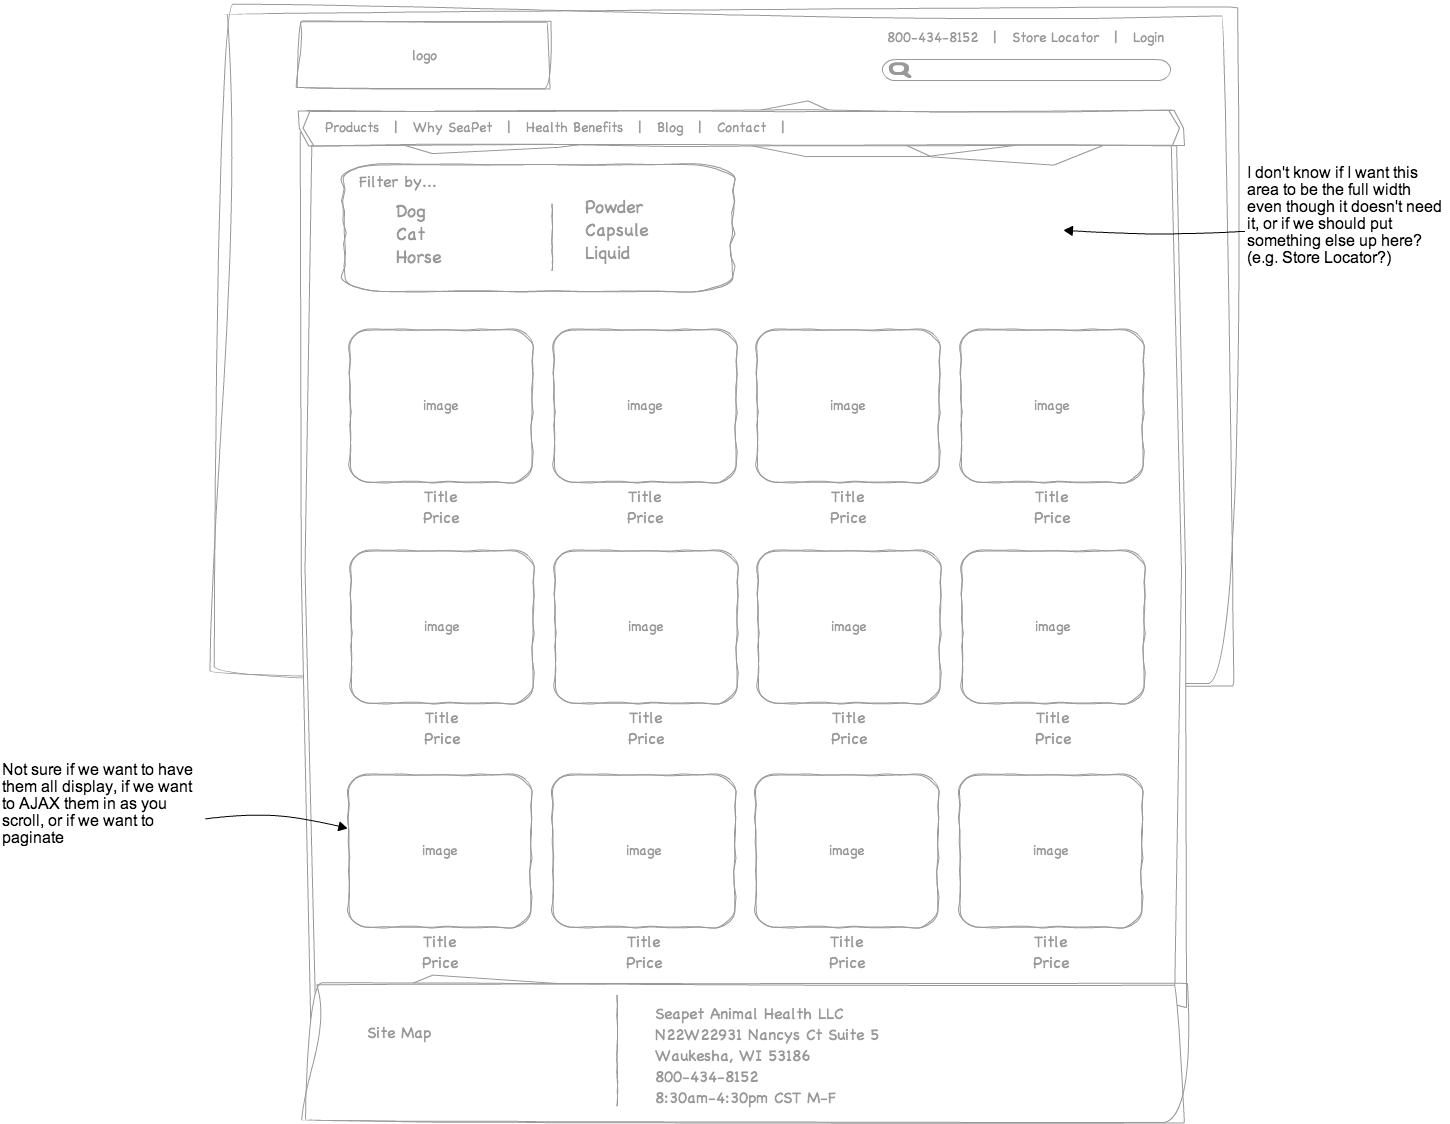 logo
800-434-8152 | Store Locator | Login
Products | Why SeaPet | Health Benefits | Blog | Contact |
Filter by...
Dog
Cat
Horse
Powder
Capsule
Liquid
I don't know if I want this
area to be the full width
even though it doesn't need
it, or if we should put
something else up here?
(e.g. Store Locator?)
image image image image
Title Title Title Title
Price Price Price Price
image image image image
Title Title Title Title
Price Price Price Price
Not sure if we want to have
them all display, if we want
to AJAX them in as you
scroll, or if we want to
paginate
image image image image
Title Title Title Title
Price Price Price Price
Site Map
Seapet Animal Health LLC
N22W22931 Nancys Ct Suite 5
Waukesha, WI 53186
800-434-8152
8:30am-4:30pm CST M-F